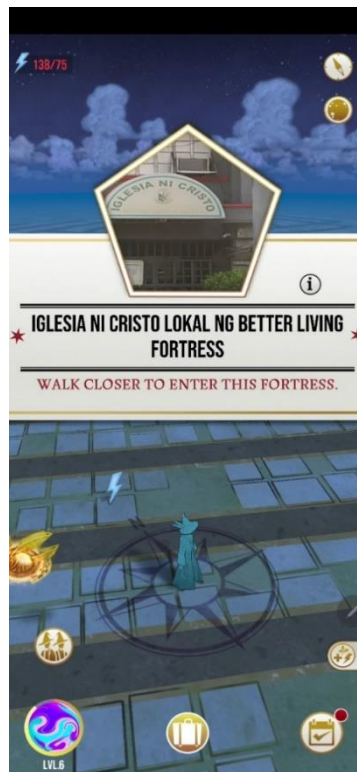 138/75
IGLESIA NI CRISTO
i
IGLESIA NI CRISTO LOKAL NG BETTER LIVING
FORTRESS
WALK CLOSER TO ENTER THIS FORTRESS.
LVL.6